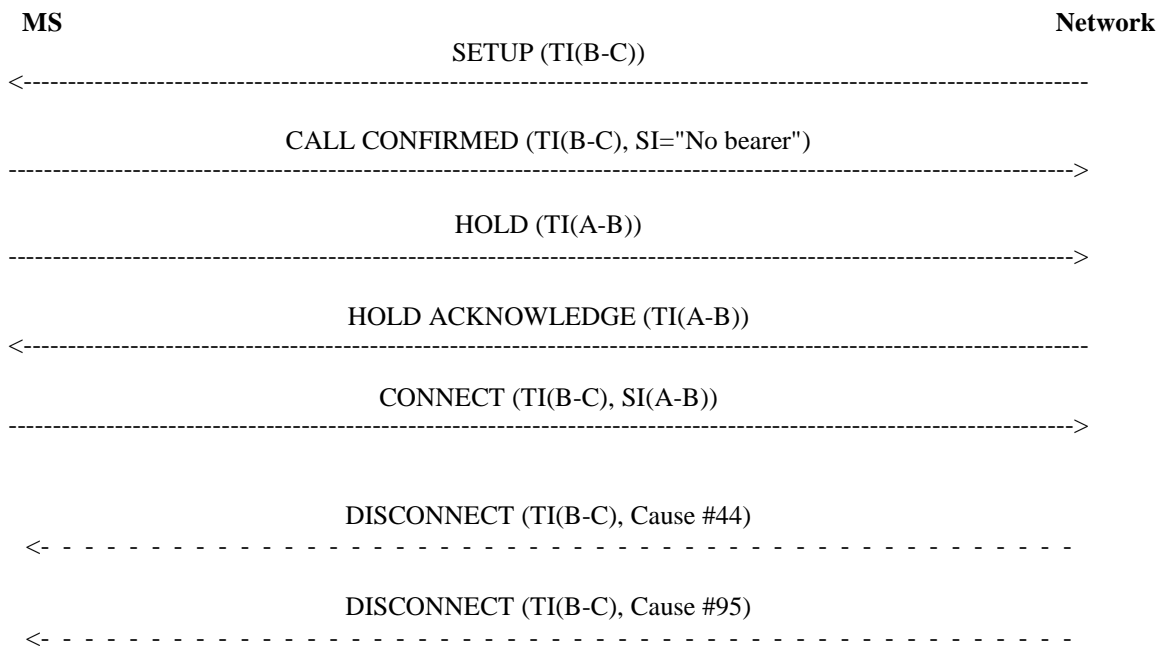 MS Network
SETUP (TI(B-C))
<------------------------------------------------------------------------------------------------------------------------
CALL CONFIRMED (TI(B-C), SI="No bearer")
------------------------------------------------------------------------------------------------------------------------>
HOLD (TI(A-B))
------------------------------------------------------------------------------------------------------------------------>
HOLD ACKNOWLEDGE (TI(A-B))
<------------------------------------------------------------------------------------------------------------------------
CONNECT (TI(B-C), SI(A-B))
------------------------------------------------------------------------------------------------------------------------>
DISCONNECT (TI(B-C), Cause #44)
<- - - - - - - - - - - - - - - - - - - - - - - - - - - - - - - - - - - - - - - - - - - - - -
DISCONNECT (TI(B-C), Cause #95)
<- - - - - - - - - - - - - - - - - - - - - - - - - - - - - - - - - - - - - - - - - - - - - -